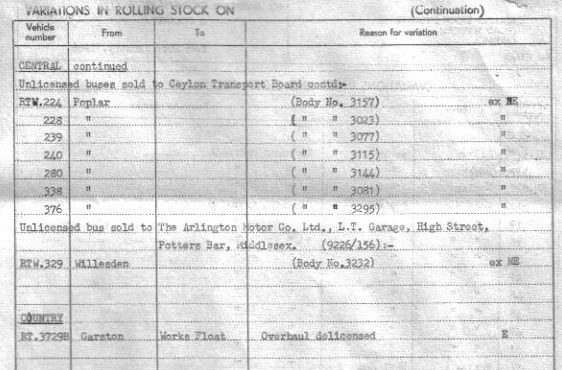 VARIATIONS IN ROLLING STOCK ON (Continuation)
Vehicle number From To Reason for variation
CENTRAL continued
Unlicensed buses sold to Ceylon Transport Board contd:-
RTW.224 Poplar (Body No. 3157) ex NE
228 " ( " " 3023) "
239 " ( " " 3077) "
240 " ( " " 3115) "
280 " ( " " 3144) "
338 " ( " " 3081) "
376 " ( " " 3295) "
Unlicensed bus sold to The Arlington Motor Co. Ltd., L.T. Garage, High Street,
Potters Bar, Middlesex. (9226/156):-
RTW.329 Willesden (Body No.3232) ex NE
COUNTRY
RT.3729B Garston Works Float Overhaul delicensed E